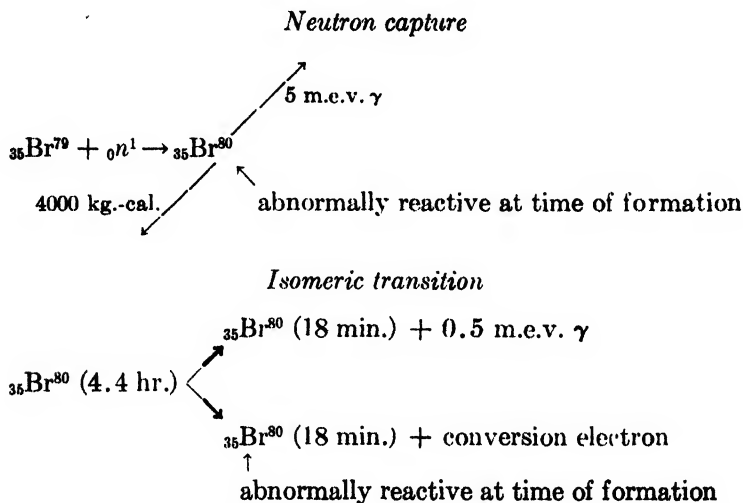 Neutron capture
5 m.e.v. γ
₃₅Br⁷⁹ + ₀n¹ → ₃₅Br⁸⁰
4000 kg.-cal.
abnormally reactive at time of formation
Isomeric transition
₃₅Br⁸⁰ (18 min.) + 0.5 m.e.v. γ
₃₅Br⁸⁰ (4.4 hr.)
₃₅Br⁸⁰ (18 min.) + conversion electron
abnormally reactive at time of formation